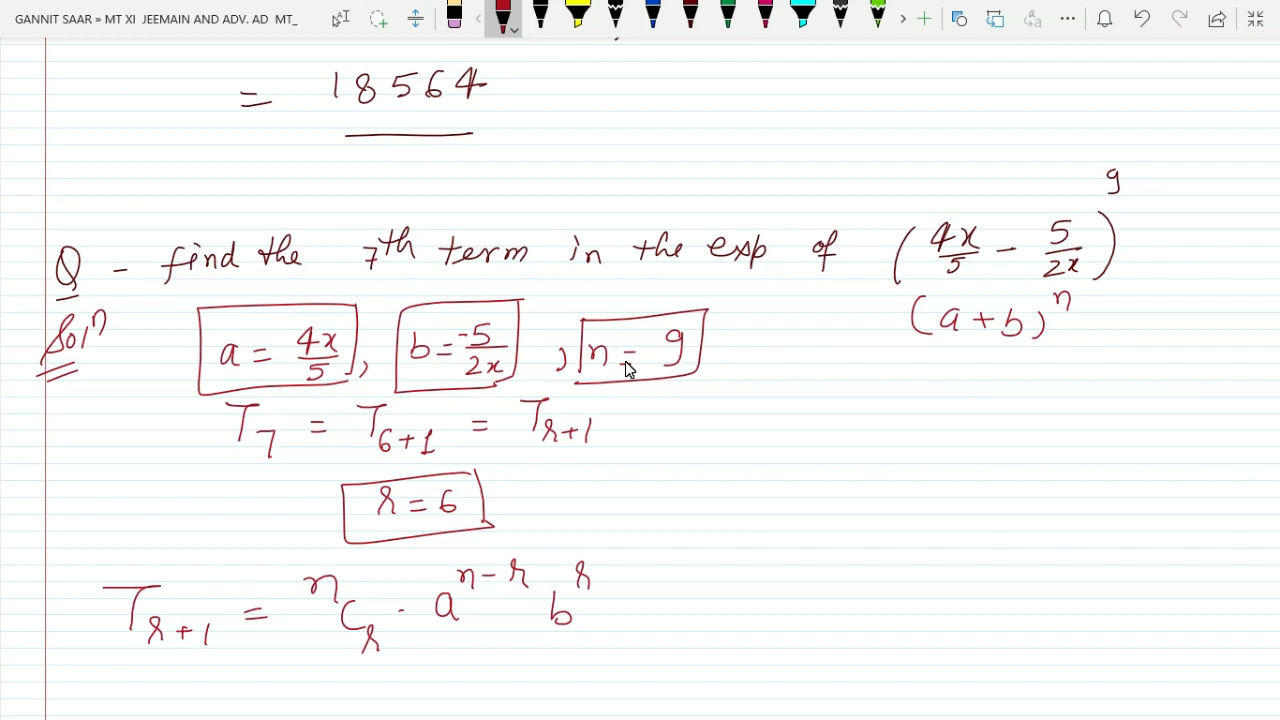 GANNIT SAAR » MT XI JEEMAIN AND ADV. AD MT_
= 18564
Q - find the 7th term in the exp of (4x/5 - 5/2x)^9
(a+b)^n
Sol^n a = 4x/5, b = -5/2x, n = 9
T_7 = T_6+1 = T_r+1
r = 6
T_r+1 = ^nC_r · a^n-r b^r